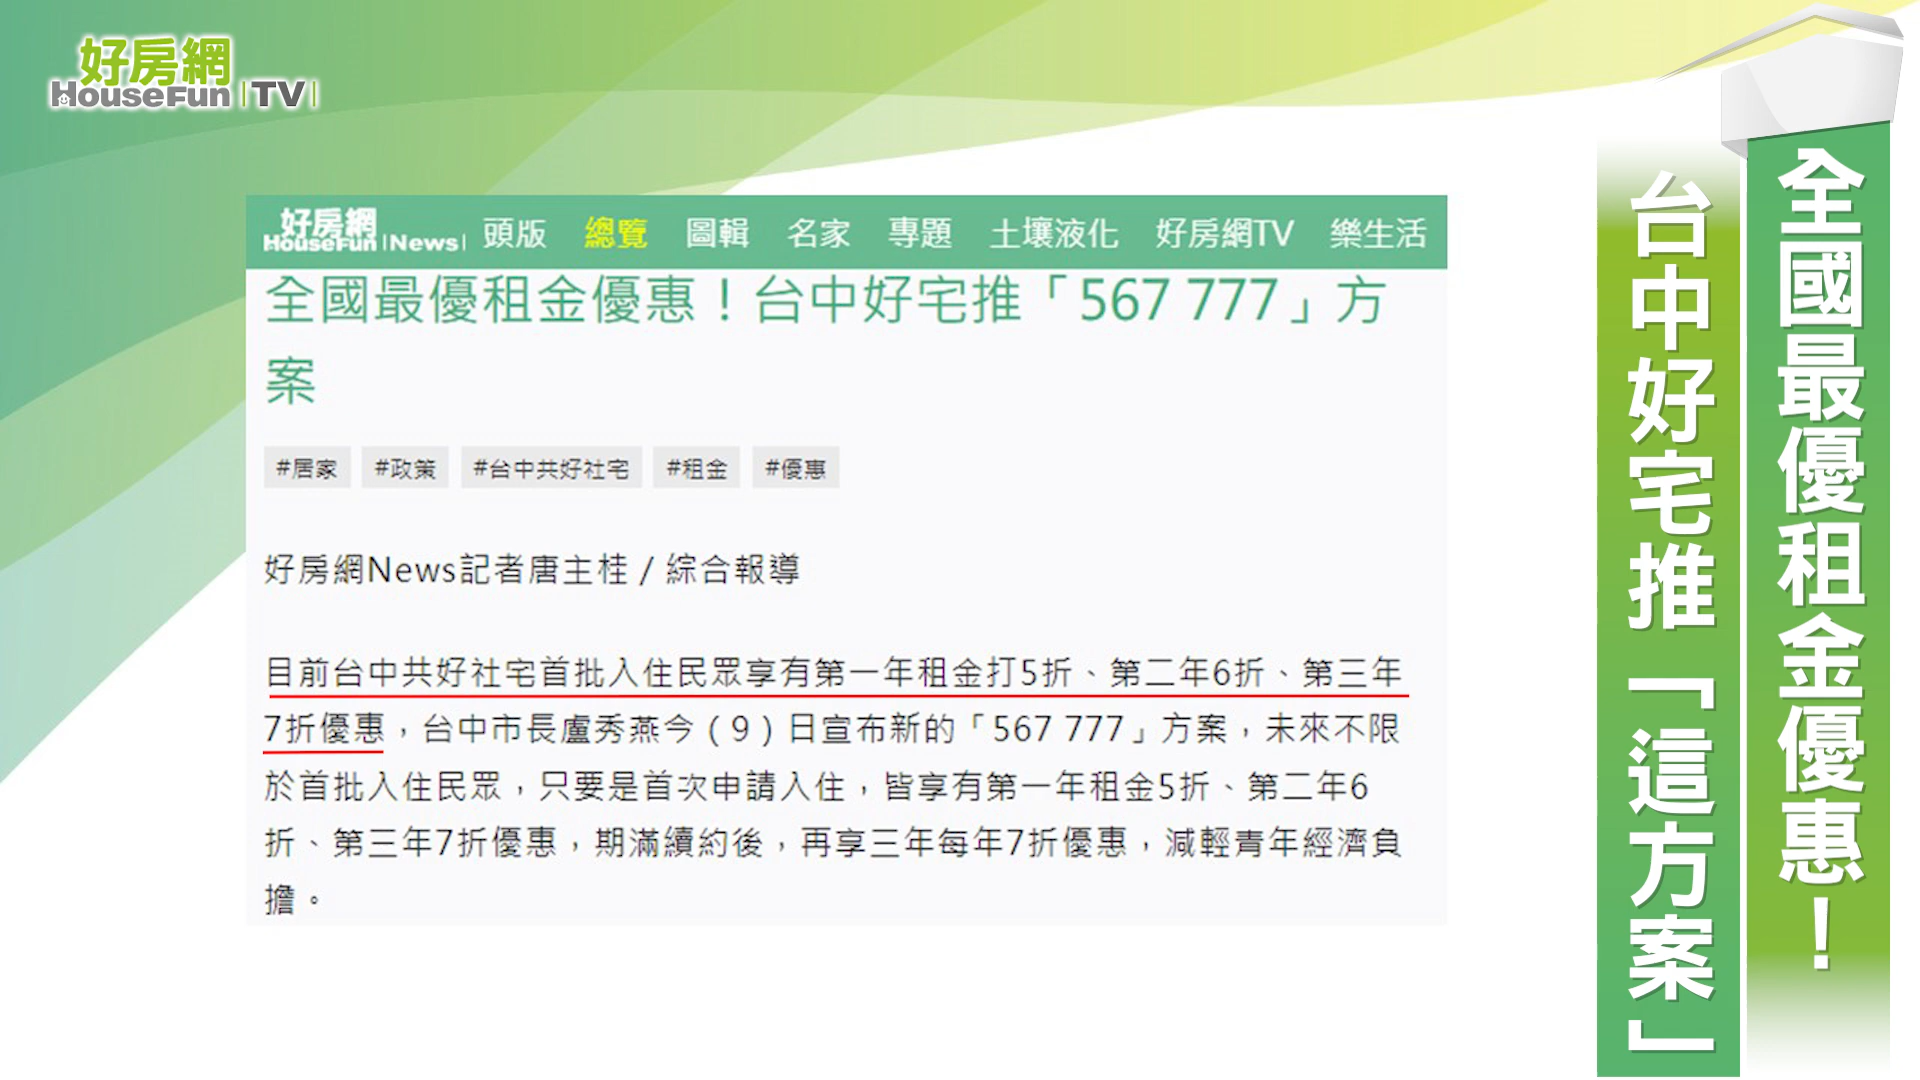 好房網
HouseFun TV
好房網
HouseFun News 頭版 總覽 圖輯 名家 專題 土壤液化 好房網TV 樂生活
全國最優租金優惠！台中好宅推「567 777」方
案
#居家 #政策 #台中共好社宅 #租金 #優惠
好房網News記者唐主桂／綜合報導
目前台中共好社宅首批入住民眾享有第一年租金打5折、第二年6折、第三年
7折優惠，台中市長盧秀燕今（9）日宣布新的「567 777」方案，未來不限
於首批入住民眾，只要是首次申請入住，皆享有第一年租金5折、第二年6
折、第三年7折優惠，期滿續約後，再享三年每年7折優惠，減輕青年經濟負
擔。
全國最優租金優惠！
台中好宅推「這方案」